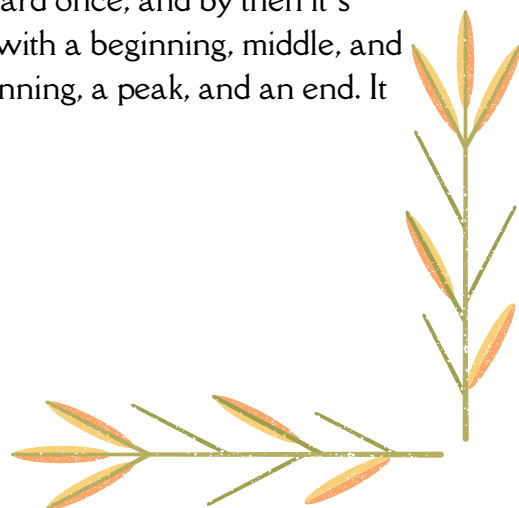 ard once, and by then it's
with a beginning, middle, and
nning, a peak, and an end. It